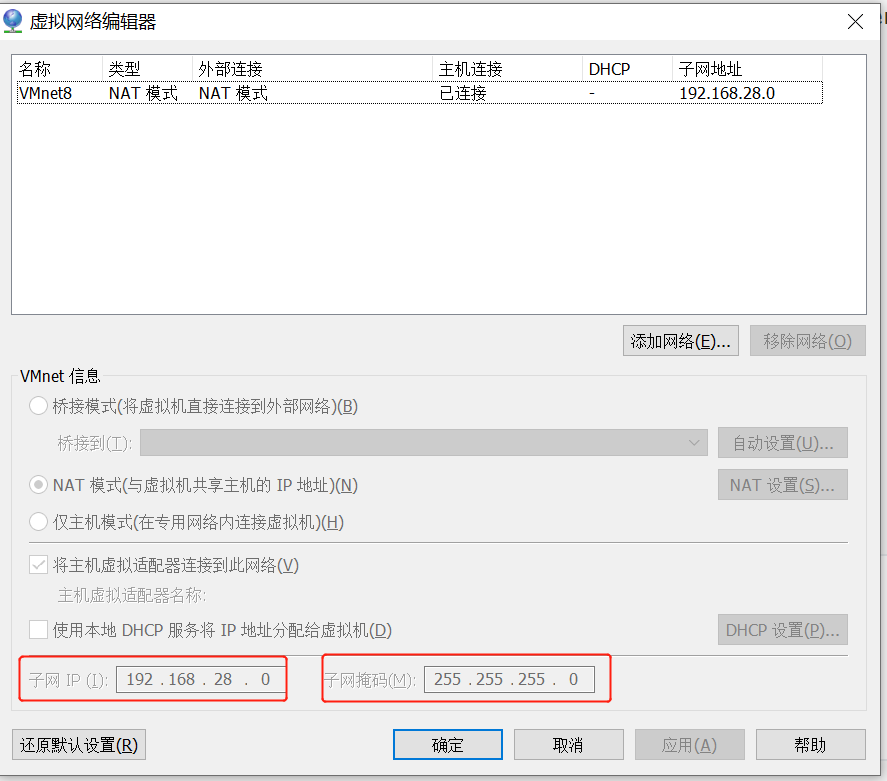 虚拟网络编辑器
名称 类型 外部连接 主机连接 DHCP 子网地址
VMnet8 NAT 模式 NAT 模式 已连接 - 192.168.28.0
添加网络(E)... 移除网络(O)
VMnet 信息
桥接模式(将虚拟机直接连接到外部网络)(B)
桥接到(T): 自动设置(U)...
NAT 模式(与虚拟机共享主机的 IP 地址)(N) NAT 设置(S)...
仅主机模式(在专用网络内连接虚拟机)(H)
将主机虚拟适配器连接到此网络(V)
主机虚拟适配器名称:
使用本地 DHCP 服务将 IP 地址分配给虚拟机(D) DHCP 设置(P)...
子网 IP (I): 192 . 168 . 28 . 0 子网掩码(M): 255 . 255 . 255 . 0
还原默认设置(R) 确定 取消 应用(A) 帮助